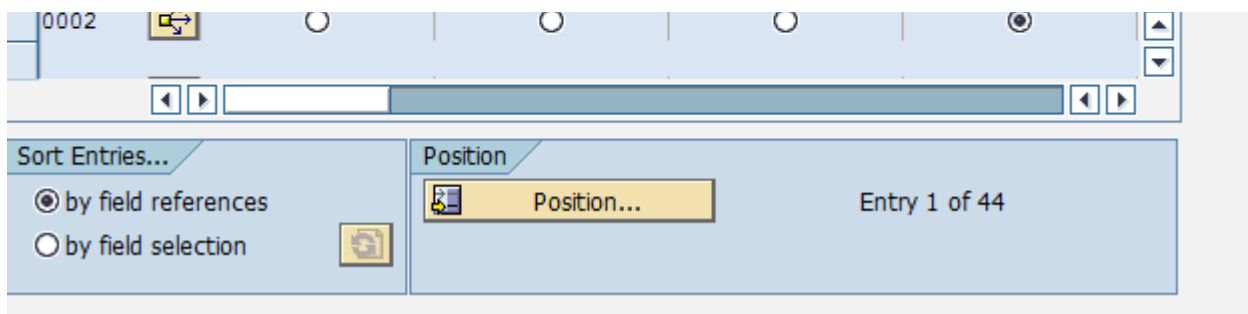 0002
Sort Entries...
by field references
by field selection
Position
Position...
Entry 1 of 44